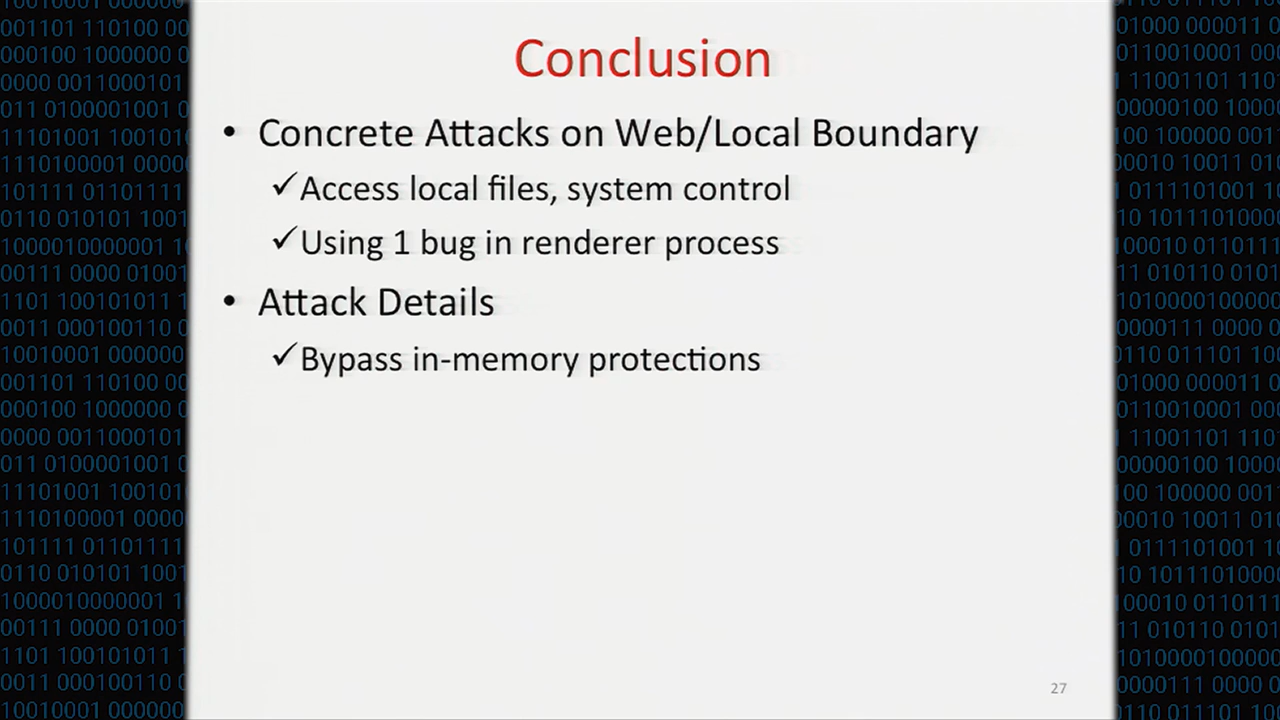 Conclusion
• Concrete Attacks on Web/Local Boundary
✓Access local files, system control
✓Using 1 bug in renderer process
• Attack Details
✓Bypass in-memory protections
27